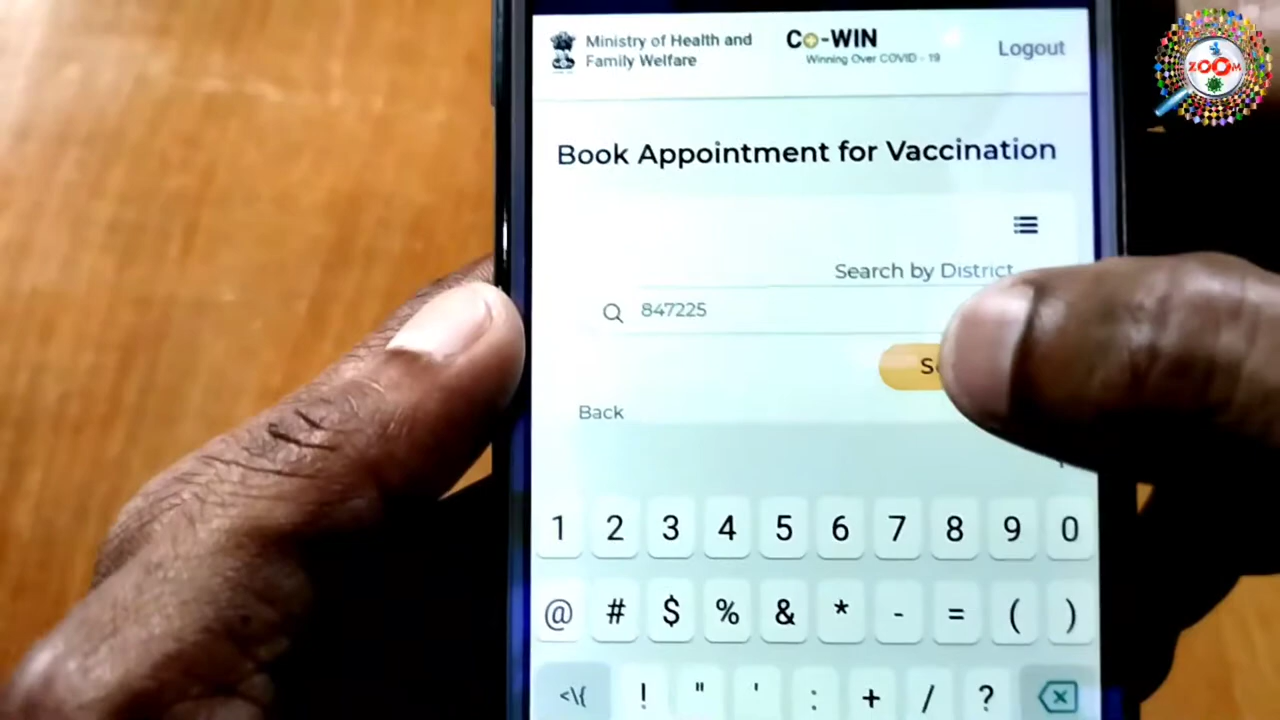 Ministry of Health and
Family Welfare
Co-WIN
Winning Over COVID - 19
Logout
ZOOM
Book Appointment for Vaccination
Search by District
847225
Back
1 2 3 4 5 6 7 8 9 0
@ # $ % & * - = ( )
<\{ ! " ' : + / ?